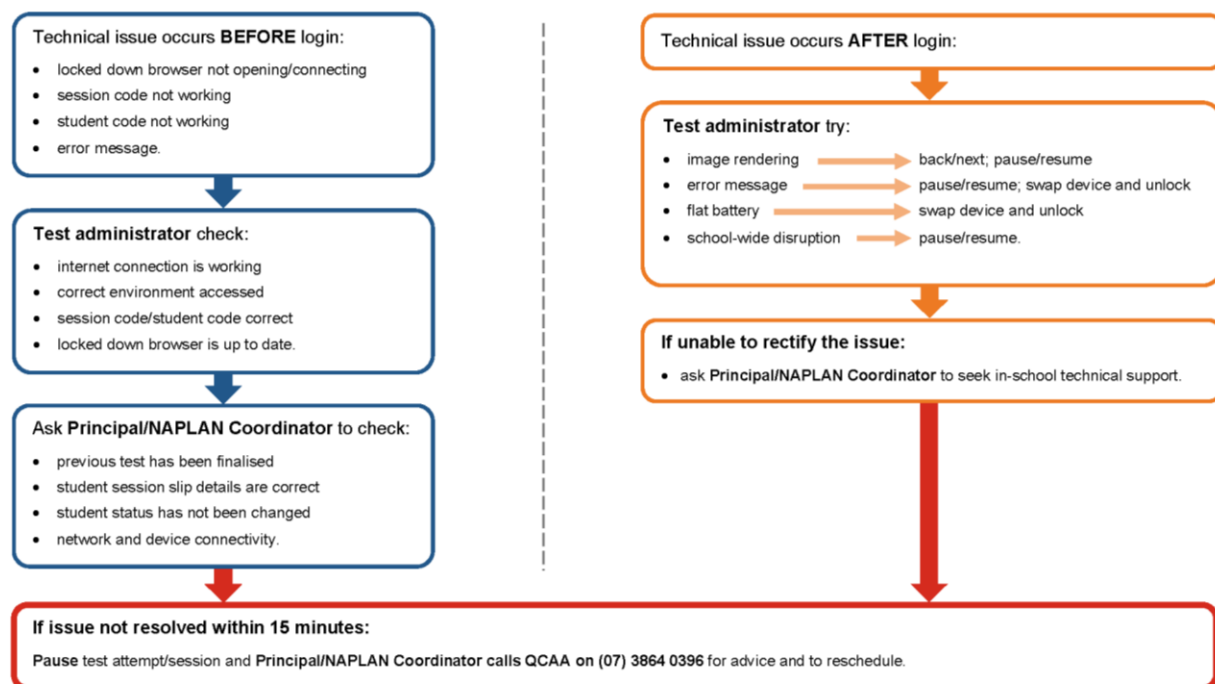 Technical issue occurs BEFORE login:
• locked down browser not opening/connecting
• session code not working
• student code not working
• error message.
Test administrator check:
• internet connection is working
• correct environment accessed
• session code/student code correct
• locked down browser is up to date.
Ask Principal/NAPLAN Coordinator to check:
• previous test has been finalised
• student session slip details are correct
• student status has not been changed
• network and device connectivity.
Technical issue occurs AFTER login:
Test administrator try:
• image rendering back/next; pause/resume
• error message pause/resume; swap device and unlock
• flat battery swap device and unlock
• school-wide disruption pause/resume.
If unable to rectify the issue:
• ask Principal/NAPLAN Coordinator to seek in-school technical support.
If issue not resolved within 15 minutes:
Pause test attempt/session and Principal/NAPLAN Coordinator calls QCAA on (07) 3864 0396 for advice and to reschedule.